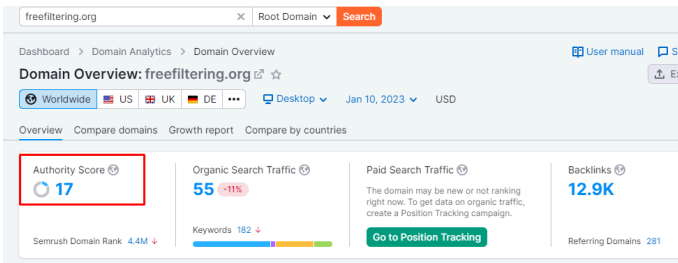 freefiltering.org × Root Domain Search
Dashboard > Domain Analytics > Domain Overview
User manual S
Domain Overview: freefiltering.org
Worldwide US UK DE ••• Desktop Jan 10, 2023 USD
Overview Compare domains Growth report Compare by countries
Authority Score
17
Semrush Domain Rank 4.4M ↓
Organic Search Traffic
55 -11%
Keywords 182 ↓
Paid Search Traffic
The domain may be new or not ranking
right now. To get data on organic traffic,
create a Position Tracking campaign.
Go to Position Tracking
Backlinks
12.9K
Referring Domains 281